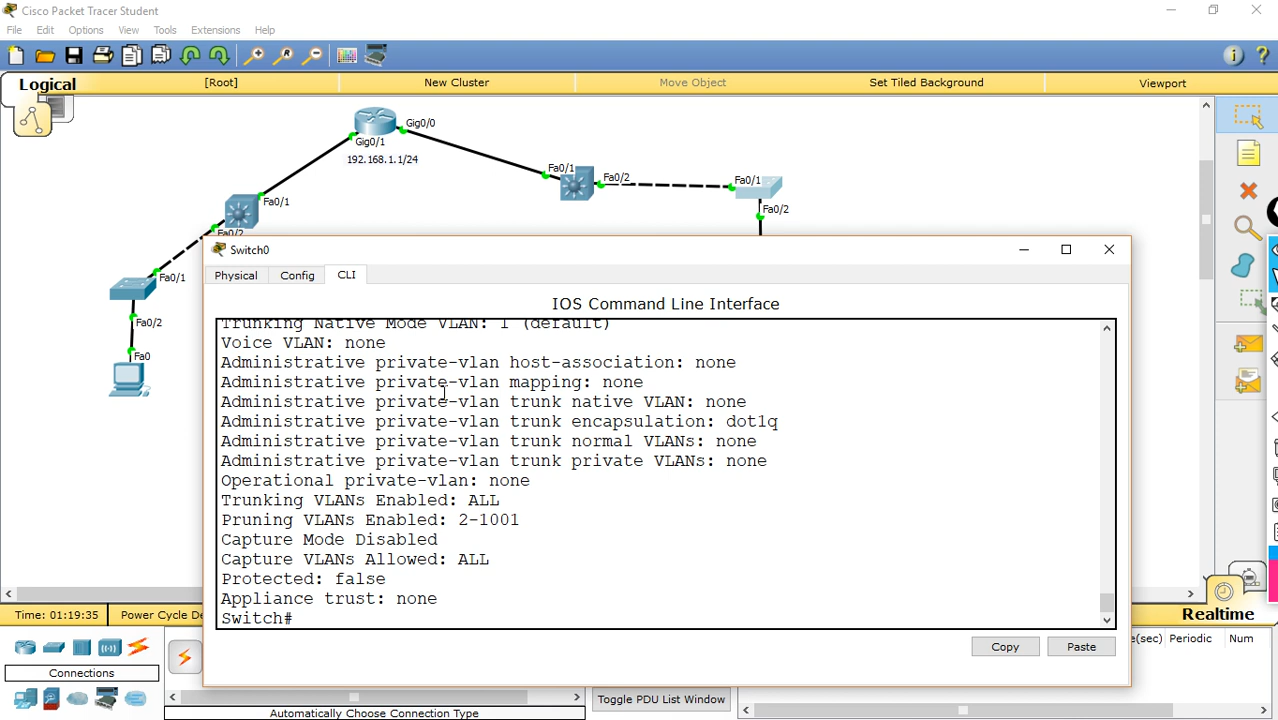 Cisco Packet Tracer Student
File Edit Options View Tools Extensions Help
Logical
[Root]
New Cluster
Move Object
Set Tiled Background
Viewport
Gig0/0
Gig0/1
192.168.1.1/24
Fa0/1
Fa0/2
Fa0/1
Fa0/2
Fa0/1
Fa0/2
Fa0/1
Fa0/2
Fa0
Switch0
Physical Config CLI
IOS Command Line Interface
Trunking Native Mode VLAN: 1 (default)
Voice VLAN: none
Administrative private-vlan host-association: none
Administrative private-vlan mapping: none
Administrative private-vlan trunk native VLAN: none
Administrative private-vlan trunk encapsulation: dot1q
Administrative private-vlan trunk normal VLANs: none
Administrative private-vlan trunk private VLANs: none
Operational private-vlan: none
Trunking VLANs Enabled: ALL
Pruning VLANs Enabled: 2-1001
Capture Mode Disabled
Capture VLANs Allowed: ALL
Protected: false
Appliance trust: none
Switch#
Copy Paste
Time: 01:19:35 Power Cycle De
Realtime
e(sec) Periodic Num
Connections
Toggle PDU List Window
Automatically Choose Connection Type